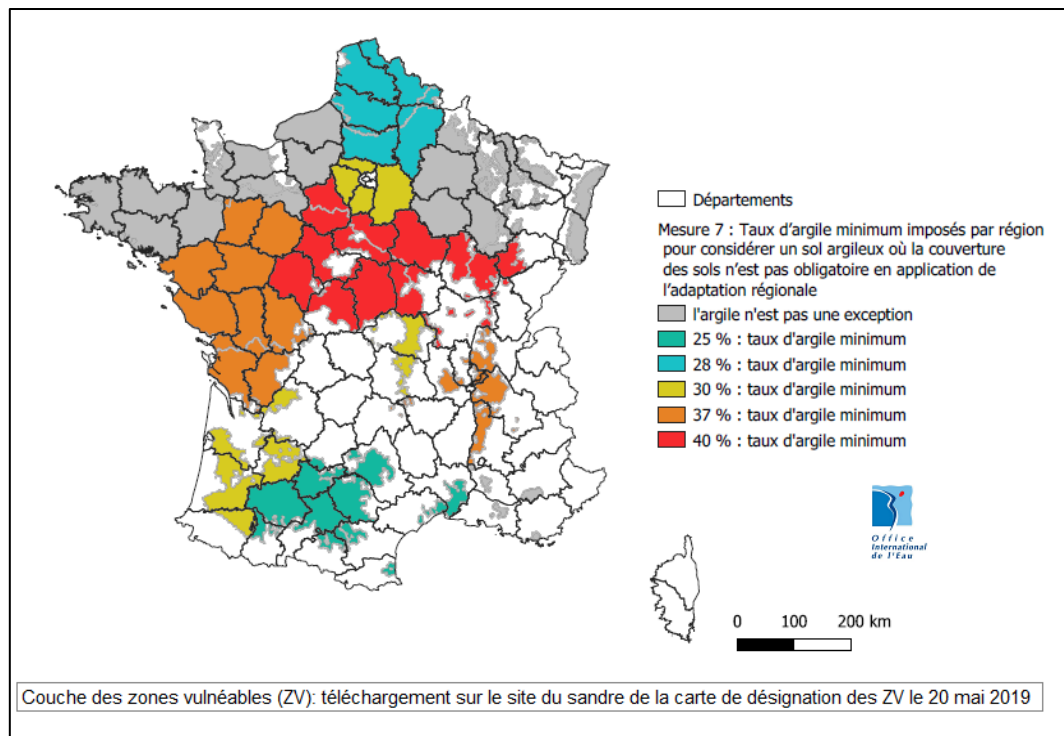 Départements
Mesure 7 : Taux d'argile minimum imposés par région
pour considérer un sol argileux où la couverture
des sols n'est pas obligatoire en application de
l'adaptation régionale
l'argile n'est pas une exception
25 % : taux d'argile minimum
28 % : taux d'argile minimum
30 % : taux d'argile minimum
37 % : taux d'argile minimum
40 % : taux d'argile minimum
Office
International
de l'Eau
0 100 200 km
Couche des zones vulnéables (ZV): téléchargement sur le site du sandre de la carte de désignation des ZV le 20 mai 2019